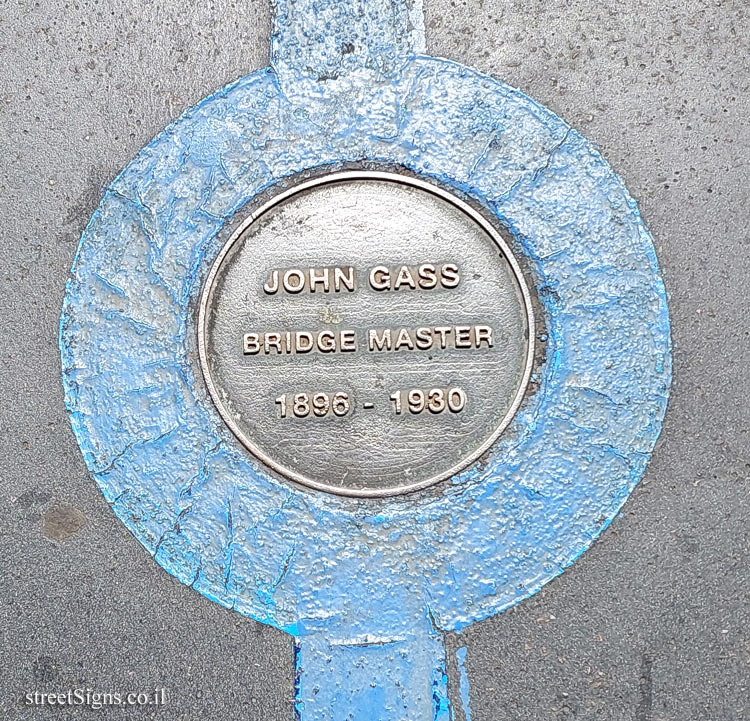 JOHN GASS
BRIDGE MASTER
1896 - 1930
streetSigns.co.il